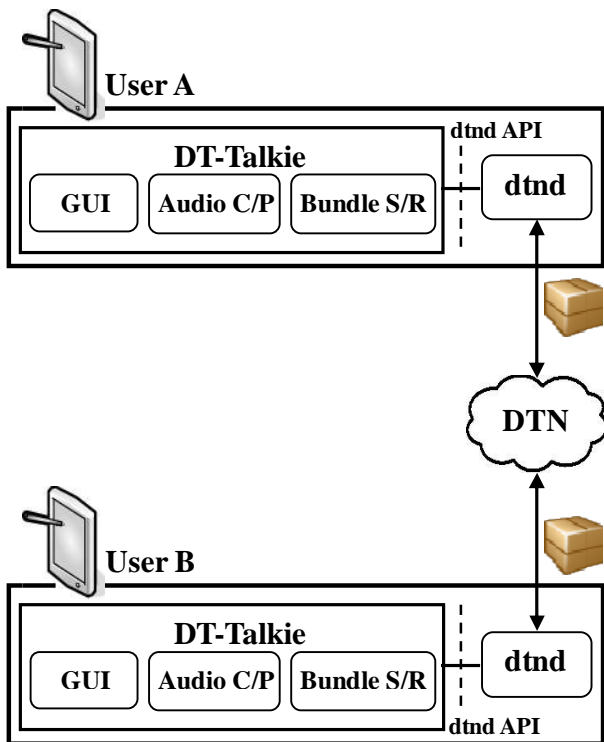 User A
dtnd API
DT-Talkie
GUI
Audio C/P
Bundle S/R
dtnd
DTN
User B
DT-Talkie
GUI
Audio C/P
Bundle S/R
dtnd
dtnd API